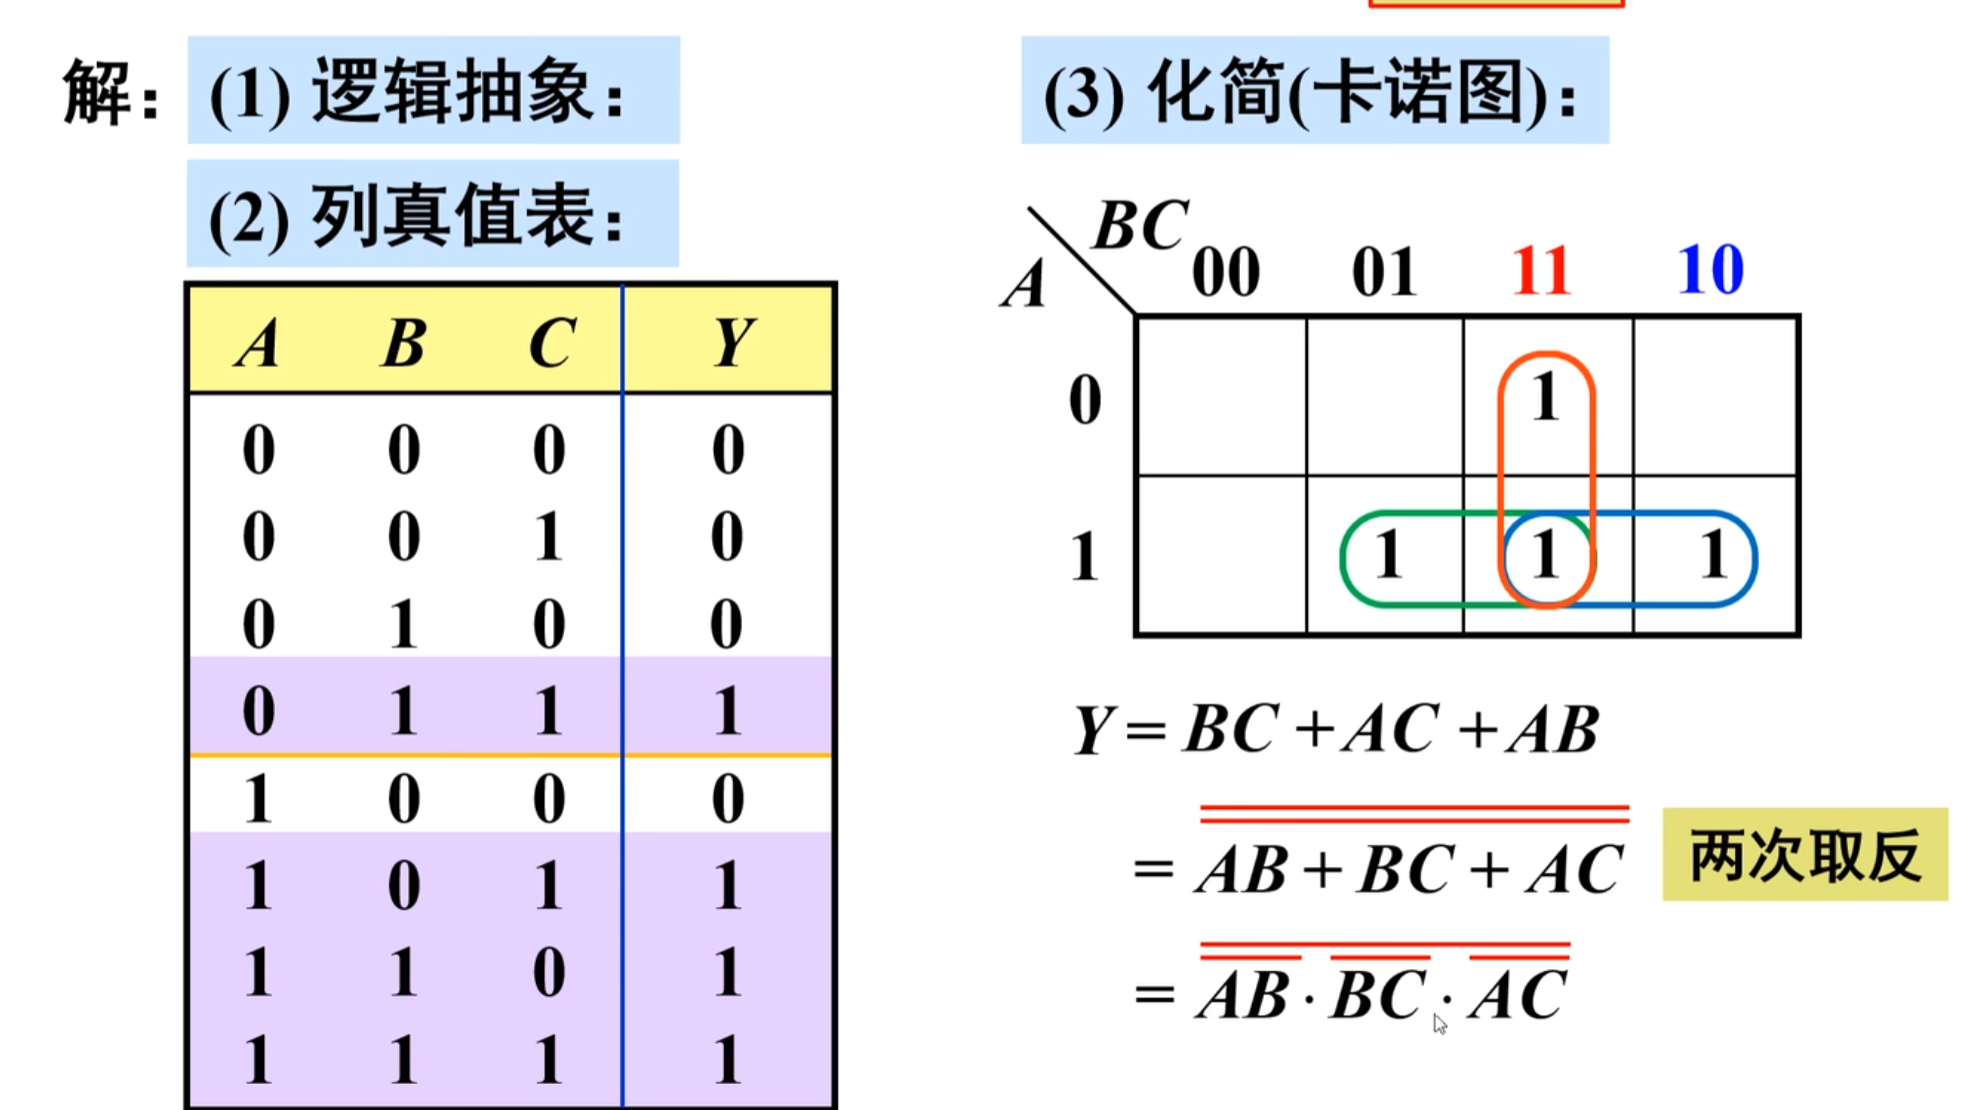 解：
(1) 逻辑抽象：
(2) 列真值表：
A B C Y
0 0 0 0
0 0 1 0
0 1 0 0
0 1 1 1
1 0 0 0
1 0 1 1
1 1 0 1
1 1 1 1
(3) 化简(卡诺图)：
BC
A
00 01 11 10
0 1
1 1 1 1
Y = BC + AC + AB
= \overline{\overline{AB + BC + AC}}
两次取反
= \overline{\overline{AB} · \overline{BC} · \overline{AC}}